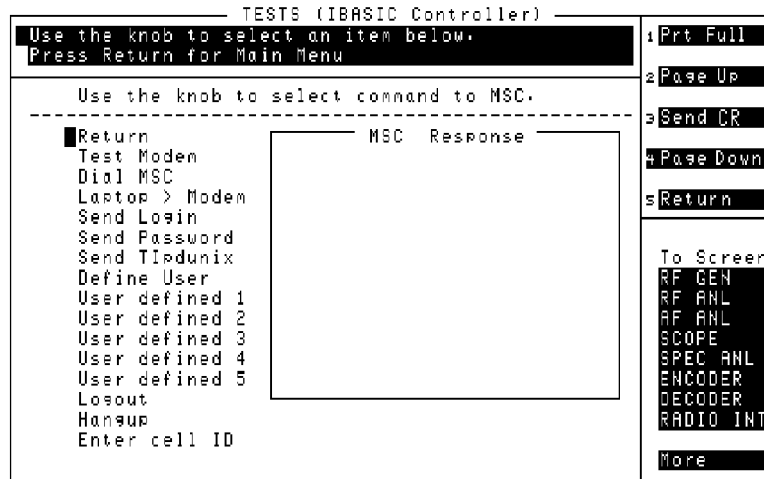 TESTS (IBASIC Controller)
Use the knob to select an item below.
Press Return for Main Menu
Use the knob to select command to MSC.
Return
Test Modem
Dial MSC
Laptop > Modem
Send Login
Send Password
Send TIpdunix
Define User
User defined 1
User defined 2
User defined 3
User defined 4
User defined 5
Logout
Hangup
Enter cell ID
MSC Response
1 Prt Full
2 Page Up
3 Send CR
4 Page Down
5 Return
To Screen
RF GEN
RF ANL
AF ANL
SCOPE
SPEC ANL
ENCODER
DECODER
RADIO INT
More